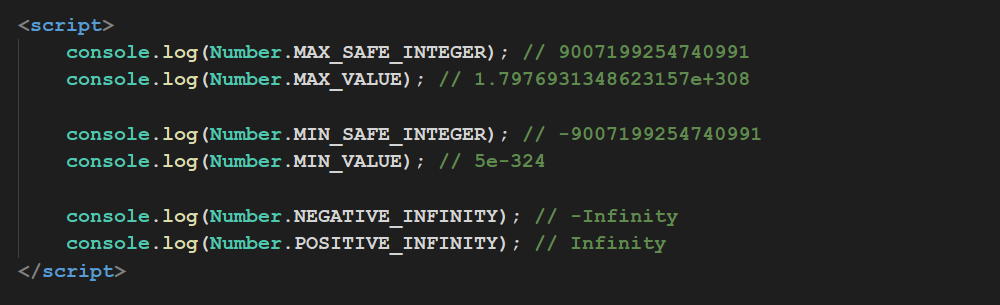 <script>
console.log(Number.MAX_SAFE_INTEGER); // 9007199254740991
console.log(Number.MAX_VALUE); // 1.7976931348623157e+308
console.log(Number.MIN_SAFE_INTEGER); // -9007199254740991
console.log(Number.MIN_VALUE); // 5e-324
console.log(Number.NEGATIVE_INFINITY); // -Infinity
console.log(Number.POSITIVE_INFINITY); // Infinity
</script>